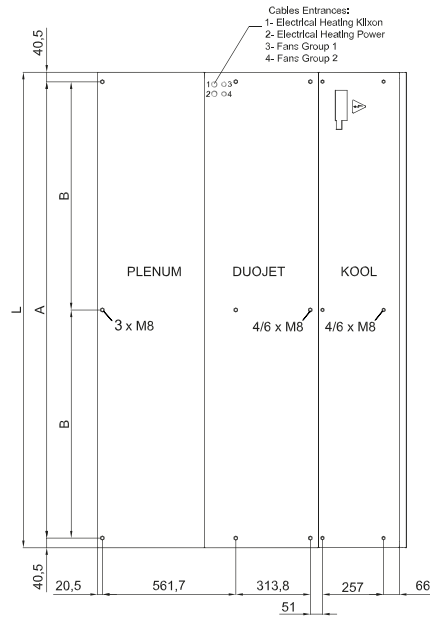 Cables Entrances:
1- Electrical Heating Klixon
2- Electrical Heating Power
3- Fans Group 1
4- Fans Group 2
40,5
1 3
2 4
B
PLENUM DUOJET KOOL
L
A
3 x M8 4/6 x M8 4/6 x M8
B
40,5
20,5 561,7 313,8 257 66
51